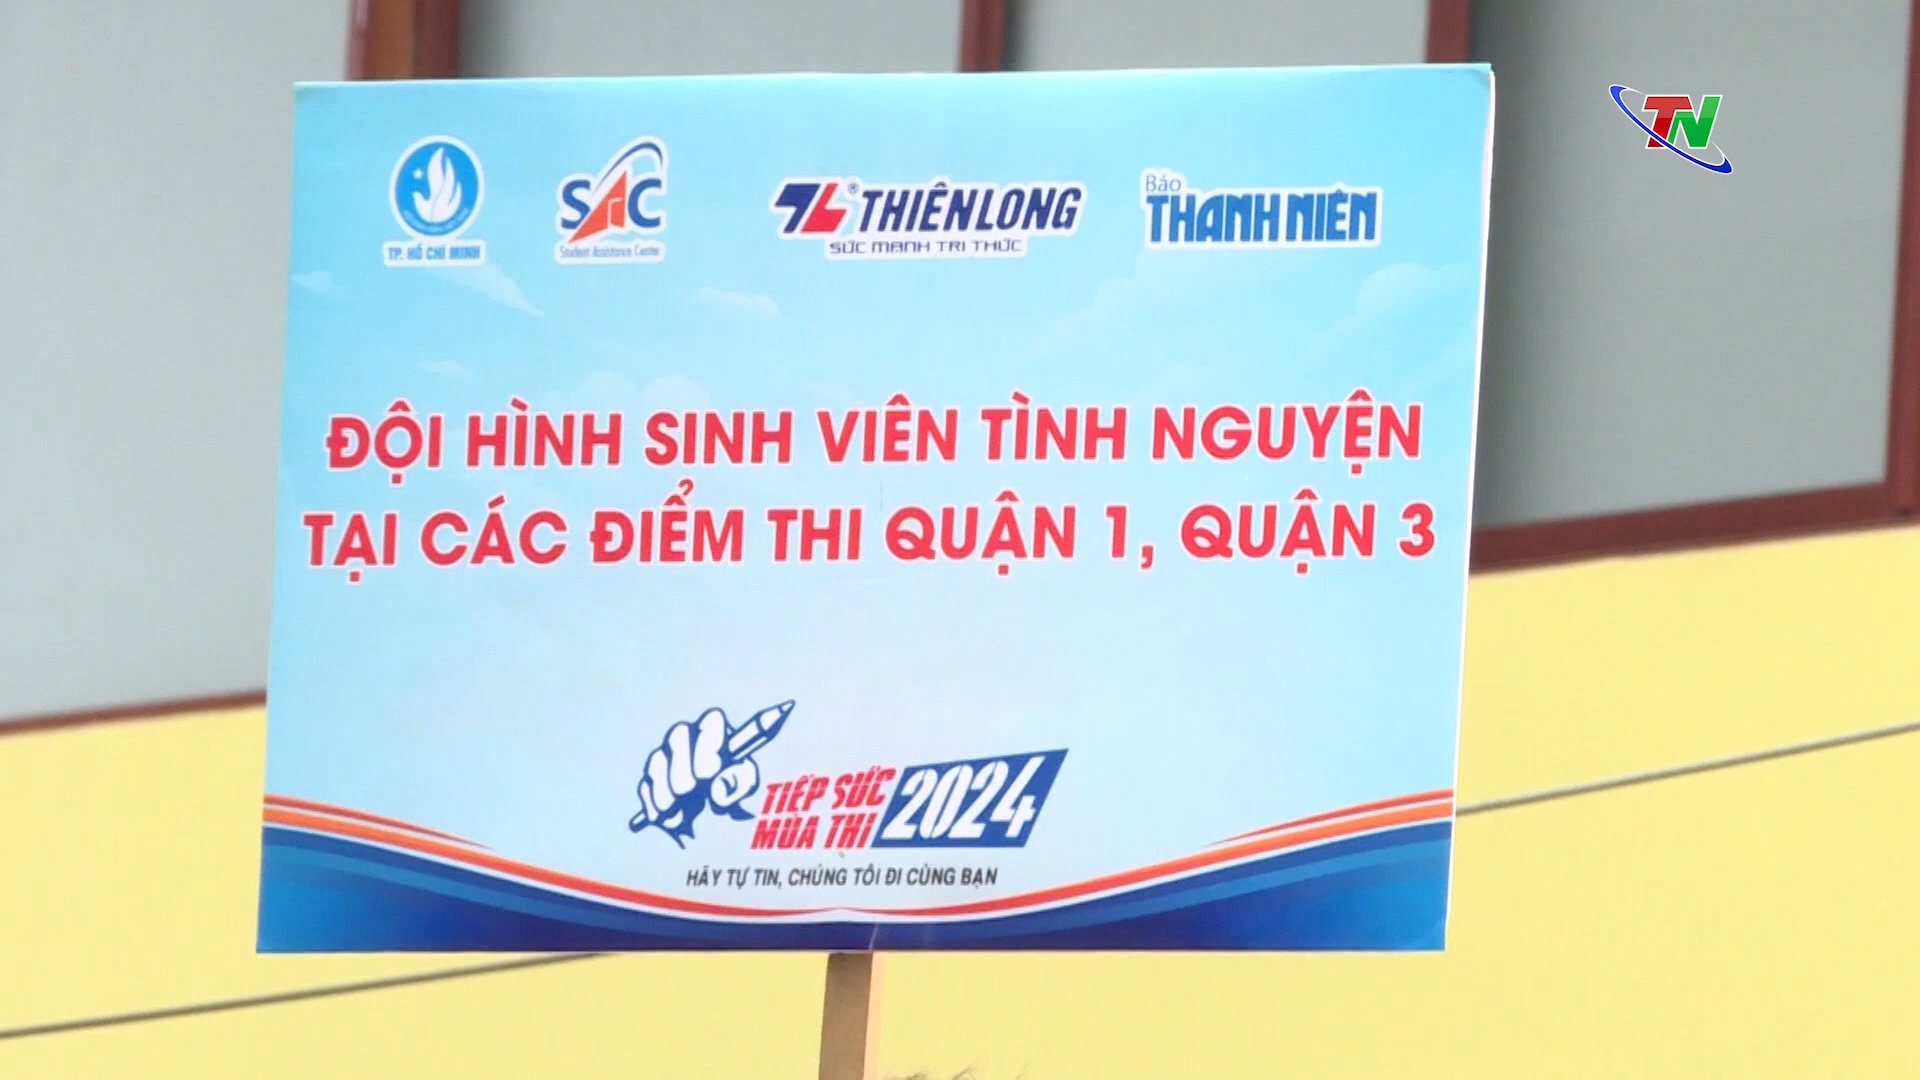 TN
TP. HỒ CHÍ MINH
SAC
Student Assistance Center
THIÊN LONG
SỨC MẠNH TRI THỨC
Báo
THANH NIÊN
ĐỘI HÌNH SINH VIÊN TÌNH NGUYỆN
TẠI CÁC ĐIỂM THI QUẬN 1, QUẬN 3
TIẾP SỨC
MÙA THI
2024
HÃY TỰ TIN, CHÚNG TÔI ĐI CÙNG BẠN